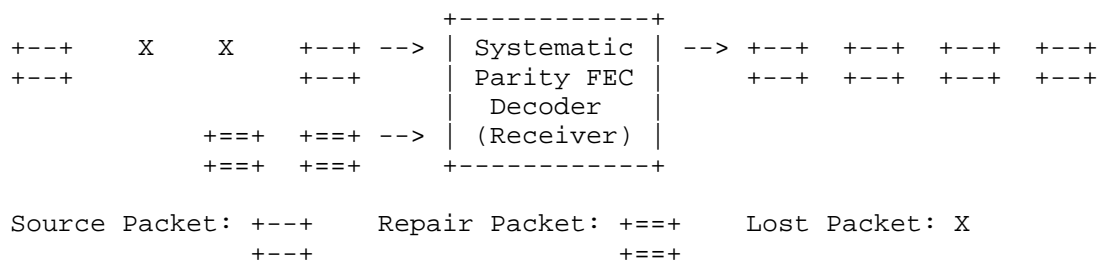 +------------+
+--+    X    X    +--+ --> | Systematic | --> +--+  +--+  +--+  +--+
+--+              +--+     | Parity FEC |     +--+  +--+  +--+  +--+
                           |  Decoder   |
            +==+  +==+ --> | (Receiver) |
            +==+  +==+     +------------+
Source Packet: +--+    Repair Packet: +==+    Lost Packet: X
               +--+                   +==+